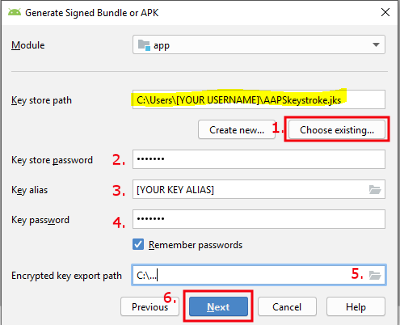 Generate Signed Bundle or APK
Module app
Key store path C:\Users\[YOUR USERNAME]\AAPSkeystroke.jks
Create new... 1. Choose existing...
Key store password 2. •••••••
Key alias 3. [YOUR KEY ALIAS]
Key password 4. •••••••
Remember passwords
Encrypted key export path C:\... 5.
6.
Previous Next Cancel Help